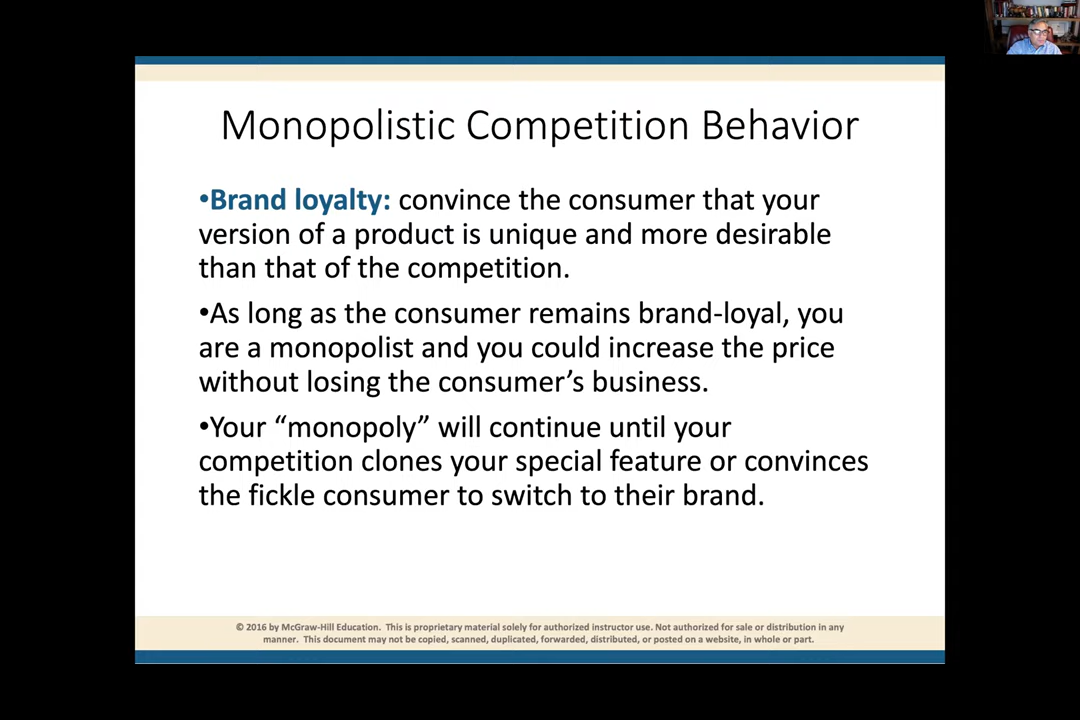 Monopolistic Competition Behavior
•Brand loyalty: convince the consumer that your
version of a product is unique and more desirable
than that of the competition.
•As long as the consumer remains brand-loyal, you
are a monopolist and you could increase the price
without losing the consumer’s business.
•Your “monopoly” will continue until your
competition clones your special feature or convinces
the fickle consumer to switch to their brand.
© 2016 by McGraw-Hill Education. This is proprietary material solely for authorized instructor use. Not authorized for sale or distribution in any
manner. This document may not be copied, scanned, duplicated, forwarded, distributed, or posted on a website, in whole or part.